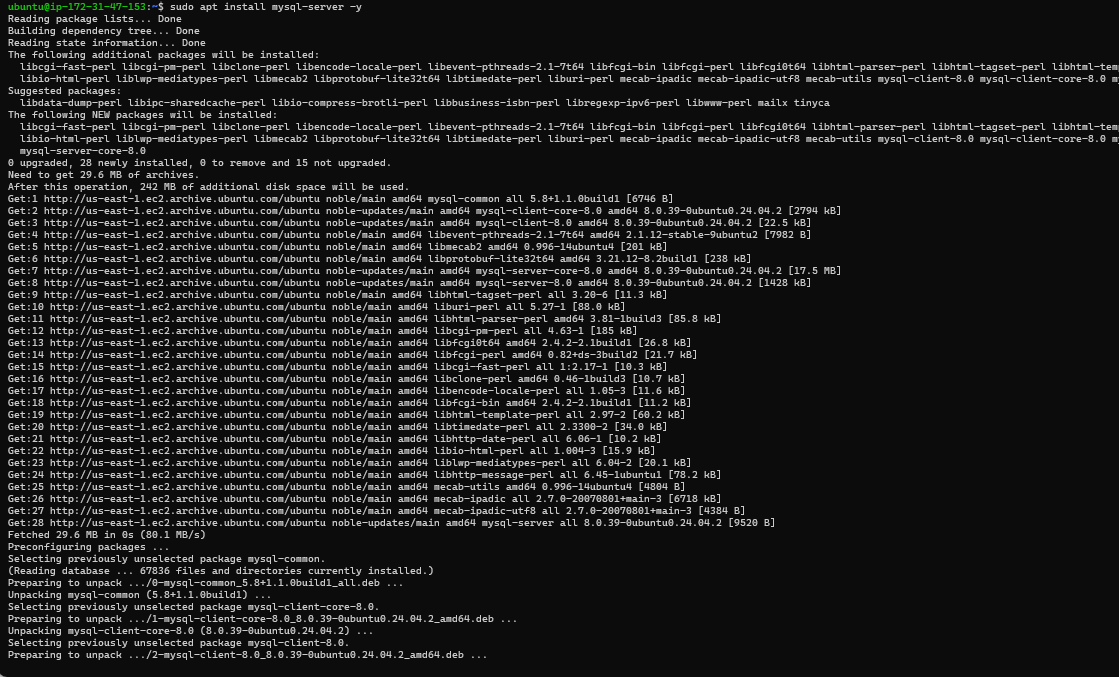 ubuntu@ip-172-31-47-153:~$ sudo apt install mysql-server -y
Reading package lists... Done
Building dependency tree... Done
Reading state information... Done
The following additional packages will be installed:
  libcgi-fast-perl libcgi-pm-perl libclone-perl libencode-locale-perl libevent-pthreads-2.1-7t64 libfcgi-bin libfcgi-perl libfcgi0t64 libhtml-parser-perl libhtml-tagset-perl libhtml-temp
  libio-html-perl liblwp-mediatypes-perl libmecab2 libprotobuf-lite32t64 libtimedate-perl liburi-perl mecab-ipadic mecab-ipadic-utf8 mecab-utils mysql-client-8.0 mysql-client-core-8.0 m
Suggested packages:
  libdata-dump-perl libipc-sharedcache-perl libio-compress-brotli-perl libbusiness-isbn-perl libregexp-ipv6-perl libwww-perl mailx tinyca
The following NEW packages will be installed:
  libcgi-fast-perl libcgi-pm-perl libclone-perl libencode-locale-perl libevent-pthreads-2.1-7t64 libfcgi-bin libfcgi-perl libfcgi0t64 libhtml-parser-perl libhtml-tagset-perl libhtml-temp
  libio-html-perl liblwp-mediatypes-perl libmecab2 libprotobuf-lite32t64 libtimedate-perl liburi-perl mecab-ipadic mecab-ipadic-utf8 mecab-utils mysql-client-8.0 mysql-client-core-8.0 m
  mysql-server-core-8.0
0 upgraded, 28 newly installed, 0 to remove and 15 not upgraded.
Need to get 29.6 MB of archives.
After this operation, 242 MB of additional disk space will be used.
Get:1 http://us-east-1.ec2.archive.ubuntu.com/ubuntu noble/main amd64 mysql-common all 5.8+1.1.0build1 [6746 B]
Get:2 http://us-east-1.ec2.archive.ubuntu.com/ubuntu noble-updates/main amd64 mysql-client-core-8.0 amd64 8.0.39-0ubuntu0.24.04.2 [2794 kB]
Get:3 http://us-east-1.ec2.archive.ubuntu.com/ubuntu noble-updates/main amd64 mysql-client-8.0 amd64 8.0.39-0ubuntu0.24.04.2 [22.5 kB]
Get:4 http://us-east-1.ec2.archive.ubuntu.com/ubuntu noble/main amd64 libevent-pthreads-2.1-7t64 amd64 2.1.12-stable-9ubuntu2 [7982 B]
Get:5 http://us-east-1.ec2.archive.ubuntu.com/ubuntu noble/main amd64 libmecab2 amd64 0.996-14ubuntu4 [201 kB]
Get:6 http://us-east-1.ec2.archive.ubuntu.com/ubuntu noble/main amd64 libprotobuf-lite32t64 amd64 3.21.12-8.2build1 [238 kB]
Get:7 http://us-east-1.ec2.archive.ubuntu.com/ubuntu noble-updates/main amd64 mysql-server-core-8.0 amd64 8.0.39-0ubuntu0.24.04.2 [17.5 MB]
Get:8 http://us-east-1.ec2.archive.ubuntu.com/ubuntu noble-updates/main amd64 mysql-server-8.0 amd64 8.0.39-0ubuntu0.24.04.2 [1428 kB]
Get:9 http://us-east-1.ec2.archive.ubuntu.com/ubuntu noble/main amd64 libhtml-tagset-perl all 3.20-6 [11.3 kB]
Get:10 http://us-east-1.ec2.archive.ubuntu.com/ubuntu noble/main amd64 liburi-perl all 5.27-1 [88.0 kB]
Get:11 http://us-east-1.ec2.archive.ubuntu.com/ubuntu noble/main amd64 libhtml-parser-perl amd64 3.81-1build3 [85.8 kB]
Get:12 http://us-east-1.ec2.archive.ubuntu.com/ubuntu noble/main amd64 libcgi-pm-perl all 4.63-1 [185 kB]
Get:13 http://us-east-1.ec2.archive.ubuntu.com/ubuntu noble/main amd64 libfcgi0t64 amd64 2.4.2-2.1build1 [26.8 kB]
Get:14 http://us-east-1.ec2.archive.ubuntu.com/ubuntu noble/main amd64 libfcgi-perl amd64 0.82+ds-3build2 [21.7 kB]
Get:15 http://us-east-1.ec2.archive.ubuntu.com/ubuntu noble/main amd64 libcgi-fast-perl all 1:2.17-1 [10.3 kB]
Get:16 http://us-east-1.ec2.archive.ubuntu.com/ubuntu noble/main amd64 libclone-perl amd64 0.46-1build3 [10.7 kB]
Get:17 http://us-east-1.ec2.archive.ubuntu.com/ubuntu noble/main amd64 libencode-locale-perl all 1.05-3 [11.6 kB]
Get:18 http://us-east-1.ec2.archive.ubuntu.com/ubuntu noble/main amd64 libfcgi-bin amd64 2.4.2-2.1build1 [11.2 kB]
Get:19 http://us-east-1.ec2.archive.ubuntu.com/ubuntu noble/main amd64 libhtml-template-perl all 2.97-2 [60.2 kB]
Get:20 http://us-east-1.ec2.archive.ubuntu.com/ubuntu noble/main amd64 libtimedate-perl all 2.3300-2 [34.0 kB]
Get:21 http://us-east-1.ec2.archive.ubuntu.com/ubuntu noble/main amd64 libhttp-date-perl all 6.06-1 [10.2 kB]
Get:22 http://us-east-1.ec2.archive.ubuntu.com/ubuntu noble/main amd64 libio-html-perl all 1.004-3 [15.9 kB]
Get:23 http://us-east-1.ec2.archive.ubuntu.com/ubuntu noble/main amd64 liblwp-mediatypes-perl all 6.04-2 [20.1 kB]
Get:24 http://us-east-1.ec2.archive.ubuntu.com/ubuntu noble/main amd64 libhttp-message-perl all 6.45-1ubuntu1 [78.2 kB]
Get:25 http://us-east-1.ec2.archive.ubuntu.com/ubuntu noble/main amd64 mecab-utils amd64 0.996-14ubuntu4 [4804 B]
Get:26 http://us-east-1.ec2.archive.ubuntu.com/ubuntu noble/main amd64 mecab-ipadic all 2.7.0-20070801+main-3 [6718 kB]
Get:27 http://us-east-1.ec2.archive.ubuntu.com/ubuntu noble/main amd64 mecab-ipadic-utf8 all 2.7.0-20070801+main-3 [4384 B]
Get:28 http://us-east-1.ec2.archive.ubuntu.com/ubuntu noble-updates/main amd64 mysql-server all 8.0.39-0ubuntu0.24.04.2 [9520 B]
Fetched 29.6 MB in 0s (80.1 MB/s)
Preconfiguring packages ...
Selecting previously unselected package mysql-common.
(Reading database ... 67836 files and directories currently installed.)
Preparing to unpack .../0-mysql-common_5.8+1.1.0build1_all.deb ...
Unpacking mysql-common (5.8+1.1.0build1) ...
Selecting previously unselected package mysql-client-core-8.0.
Preparing to unpack .../1-mysql-client-core-8.0_8.0.39-0ubuntu0.24.04.2_amd64.deb ...
Unpacking mysql-client-core-8.0 (8.0.39-0ubuntu0.24.04.2) ...
Selecting previously unselected package mysql-client-8.0.
Preparing to unpack .../2-mysql-client-8.0_8.0.39-0ubuntu0.24.04.2_amd64.deb ...